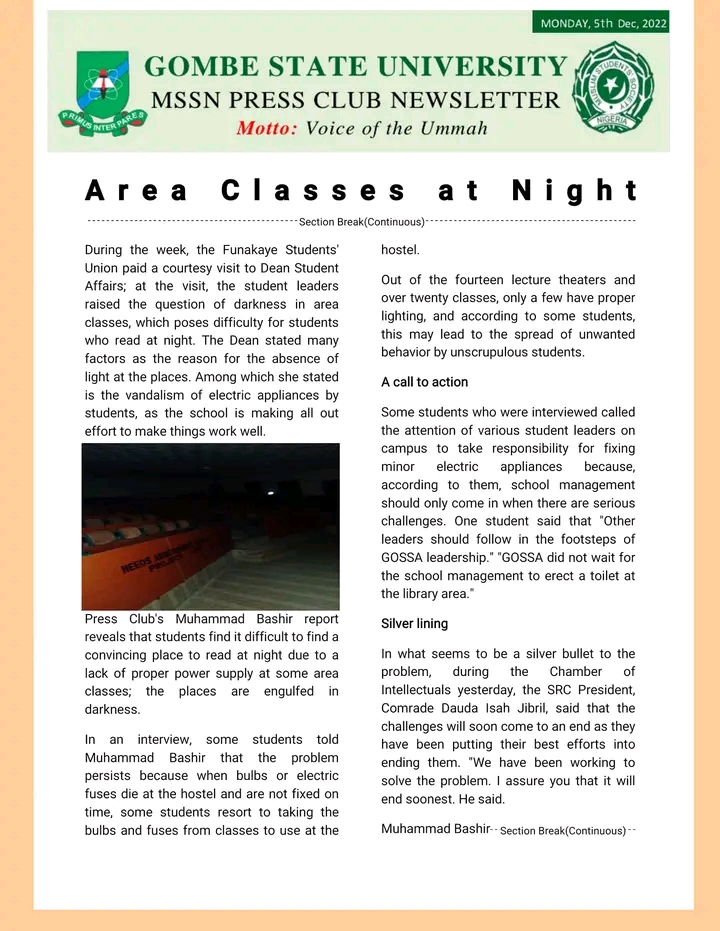 MONDAY, 5th Dec, 2022
GOMBE STATE UNIVERSITY
MSSN PRESS CLUB NEWSLETTER
Motto: Voice of the Ummah
PRIMUS INTER PARES
MUSLIM STUDENTS' SOCIETY
NIGERIA
Area Classes at Night
Section Break(Continuous)
During the week, the Funakaye Students'
Union paid a courtesy visit to Dean Student
Affairs; at the visit, the student leaders
raised the question of darkness in area
classes, which poses difficulty for students
who read at night. The Dean stated many
factors as the reason for the absence of
light at the places. Among which she stated
is the vandalism of electric appliances by
students, as the school is making all out
effort to make things work well.
NEEDS
Press Club's Muhammad Bashir report
reveals that students find it difficult to find a
convincing place to read at night due to a
lack of proper power supply at some area
classes; the places are engulfed in
darkness.
In an interview, some students told
Muhammad Bashir that the problem
persists because when bulbs or electric
fuses die at the hostel and are not fixed on
time, some students resort to taking the
bulbs and fuses from classes to use at the
hostel.
Out of the fourteen lecture theaters and
over twenty classes, only a few have proper
lighting, and according to some students,
this may lead to the spread of unwanted
behavior by unscrupulous students.
A call to action
Some students who were interviewed called
the attention of various student leaders on
campus to take responsibility for fixing
minor electric appliances because,
according to them, school management
should only come in when there are serious
challenges. One student said that "Other
leaders should follow in the footsteps of
GOSSA leadership." "GOSSA did not wait for
the school management to erect a toilet at
the library area."
Silver lining
In what seems to be a silver bullet to the
problem, during the Chamber of
Intellectuals yesterday, the SRC President,
Comrade Dauda Isah Jibril, said that the
challenges will soon come to an end as they
have been putting their best efforts into
ending them. "We have been working to
solve the problem. I assure you that it will
end soonest. He said.
Muhammad Bashir
Section Break(Continuous)